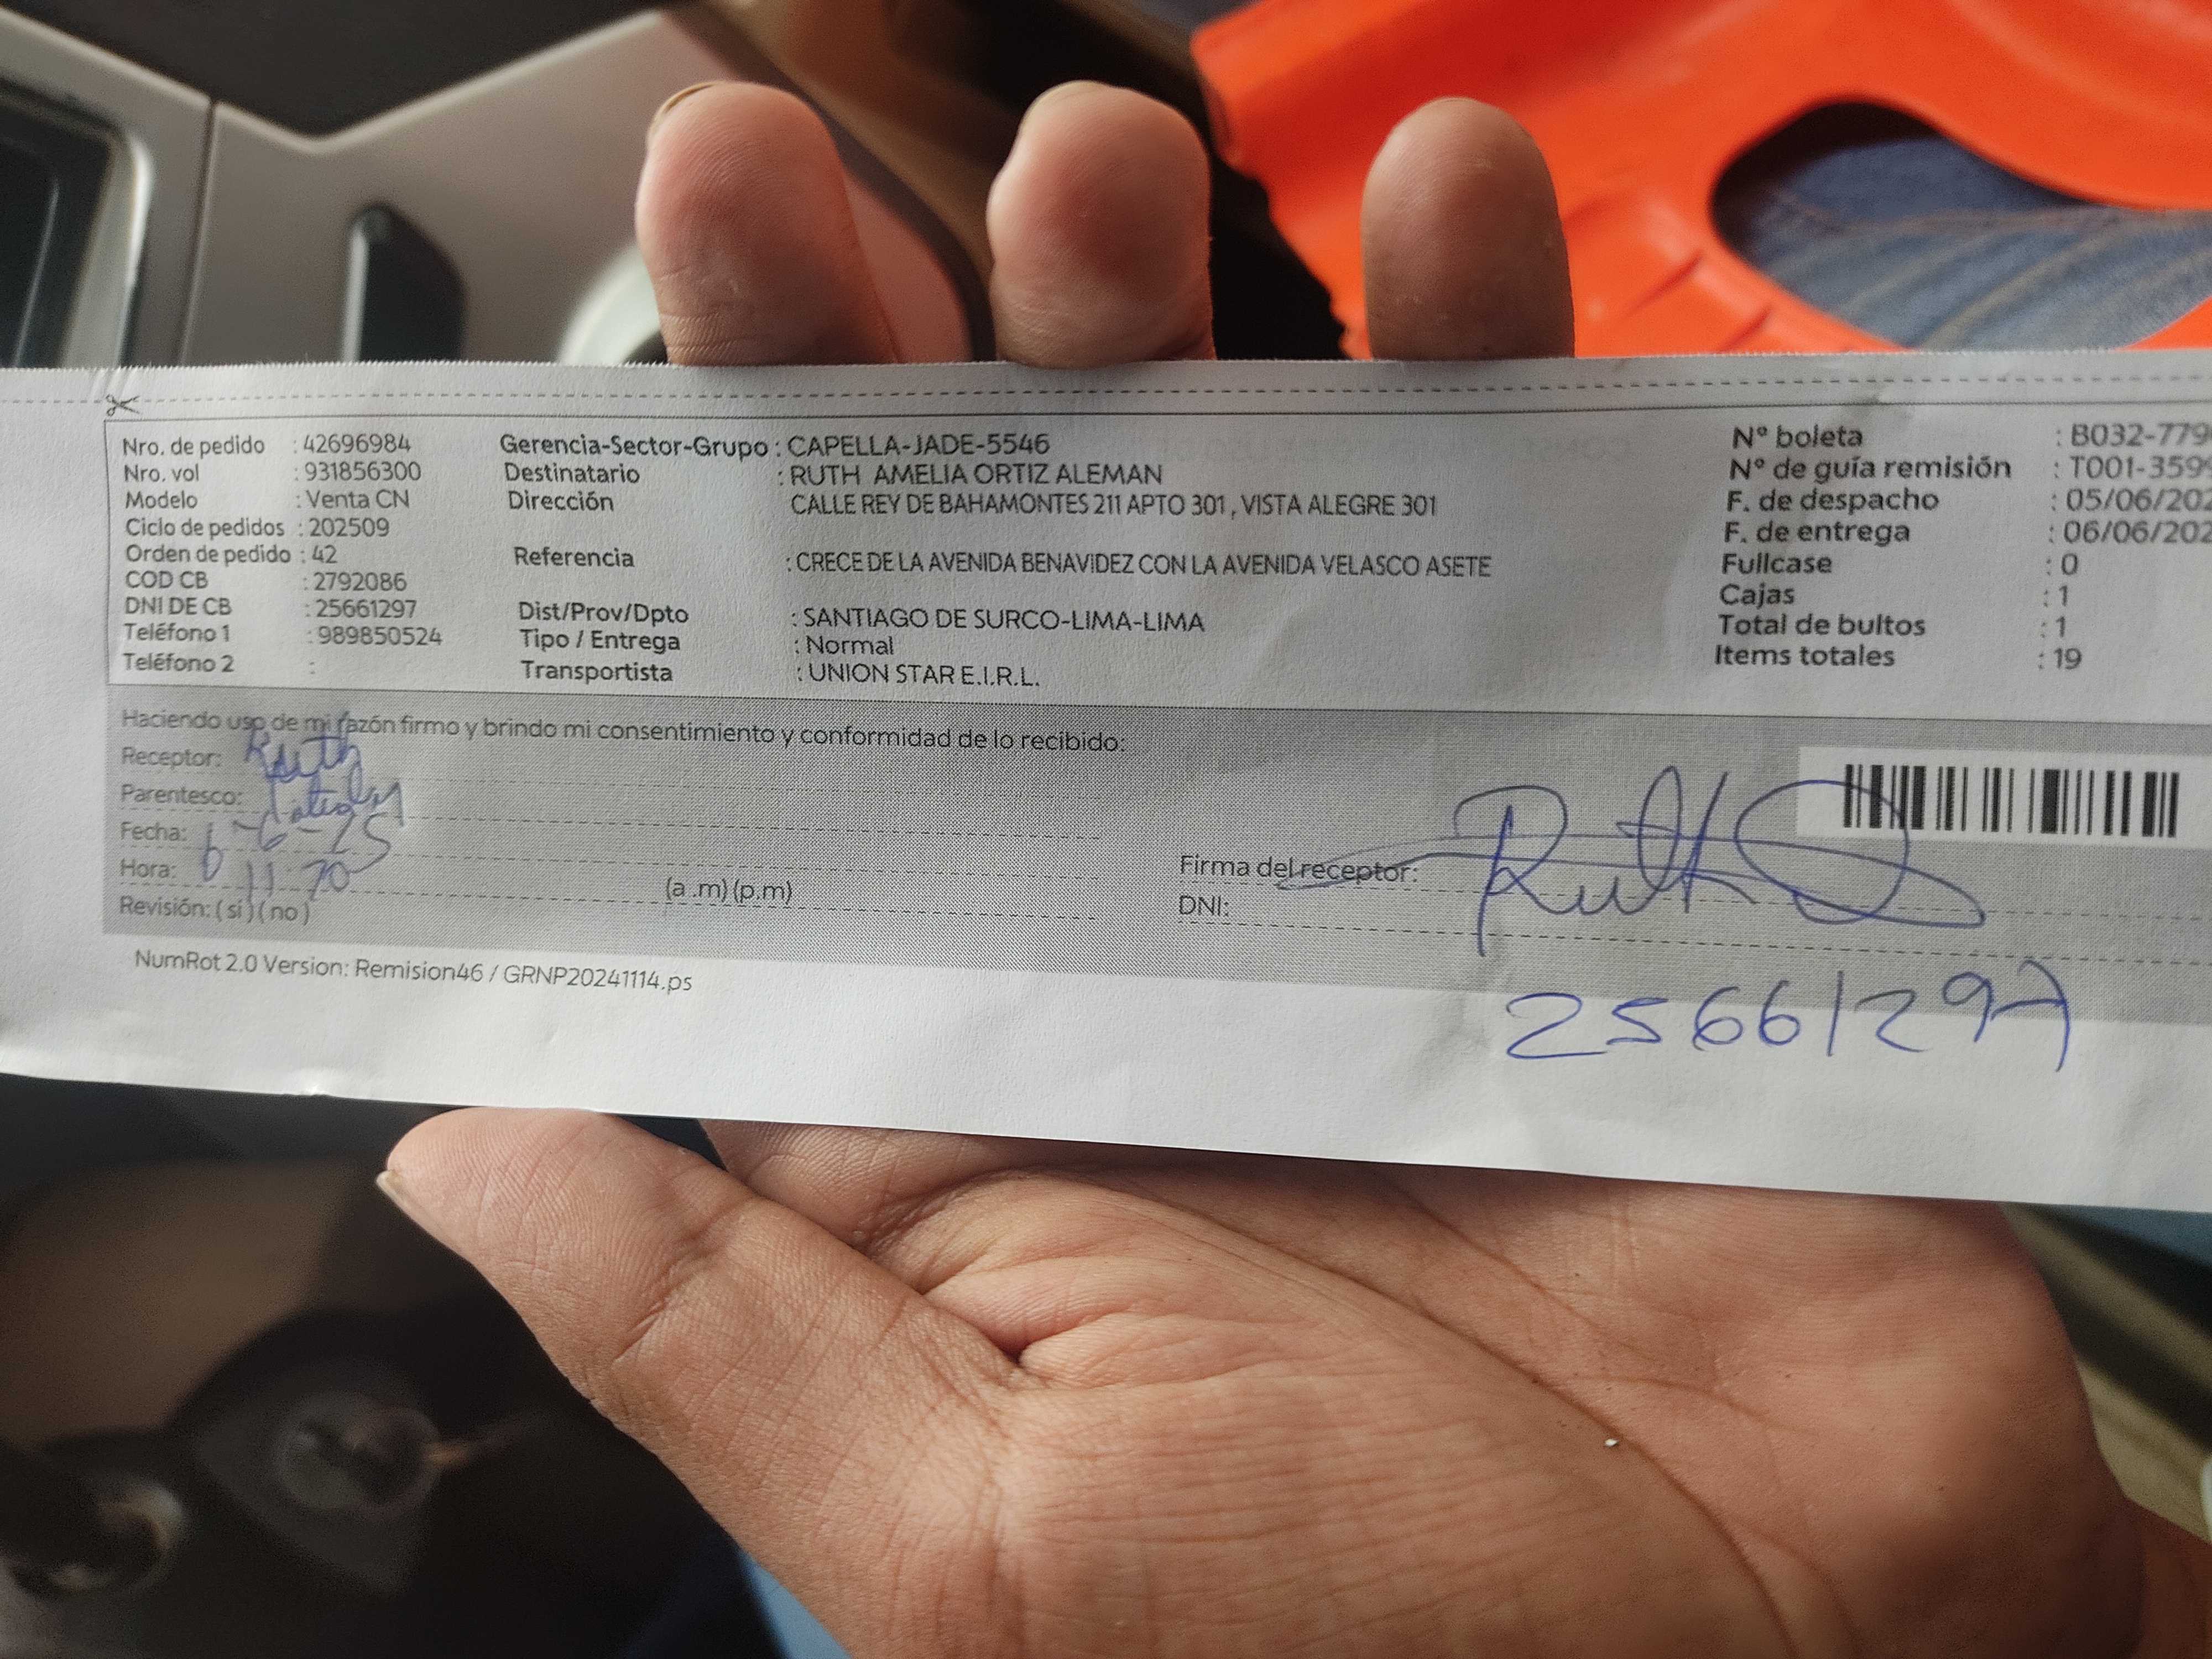 Nro. de pedido : 42696984
Nro. vol : 931856300
Modelo : Venta CN
Ciclo de pedidos : 202509
Orden de pedido : 42
COD CB : 2792086
DNI DE CB : 25661297
Teléfono 1 : 989850524
Teléfono 2 :
Gerencia-Sector-Grupo : CAPELLA-JADE-5546
Destinatario : RUTH AMELIA ORTIZ ALEMAN
Dirección CALLE REY DE BAHAMONTES 211 APTO 301 , VISTA ALEGRE 301
Referencia : CRECE DE LA AVENIDA BENAVIDEZ CON LA AVENIDA VELASCO ASETE
Dist/Prov/Dpto : SANTIAGO DE SURCO-LIMA-LIMA
Tipo / Entrega : Normal
Transportista : UNION STAR E.I.R.L.
N° boleta : B032-779
N° de guía remisión : T001-3599
F. de despacho : 05/06/202
F. de entrega : 06/06/202
Fullcase : 0
Cajas : 1
Total de bultos : 1
Items totales : 19
Haciendo uso de mi razón firmo y brindo mi consentimiento y conformidad de lo recibido:
Receptor: Ruth
Parentesco:
Fecha: 6-6-25
Hora: 11:20 (a .m) (p.m)
Revisión: ( si ) ( no )
Firma del receptor: Ruth
DNI:
25661297
NumRot 2.0 Version: Remision46 / GRNP20241114.ps